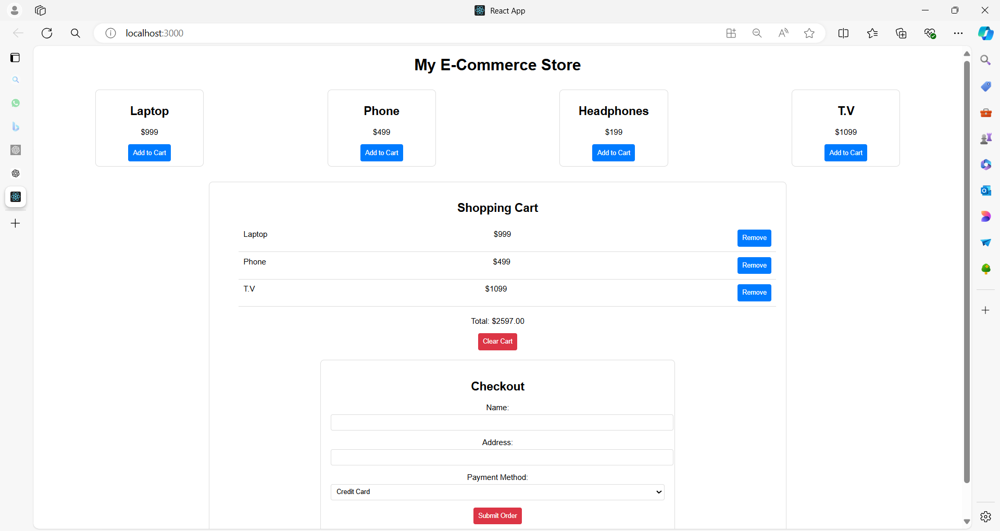 React App
localhost:3000
My E-Commerce Store
Laptop
$999
Add to Cart
Phone
$499
Add to Cart
Headphones
$199
Add to Cart
T.V
$1099
Add to Cart
Shopping Cart
Laptop $999 Remove
Phone $499 Remove
T.V $1099 Remove
Total: $2597.00
Clear Cart
Checkout
Name:
Address:
Payment Method:
Credit Card
Submit Order